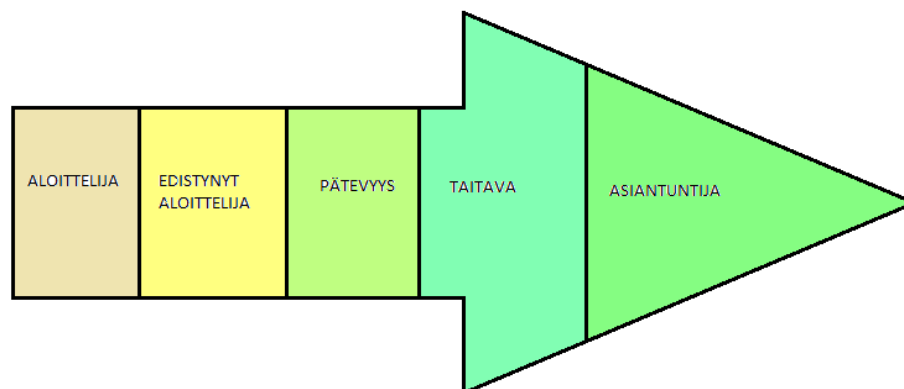 ALOITTELIJA
EDISTYNYT
ALOITTELIJA
PÄTEVYYS
TAITAVA
ASIANTUNTIJA